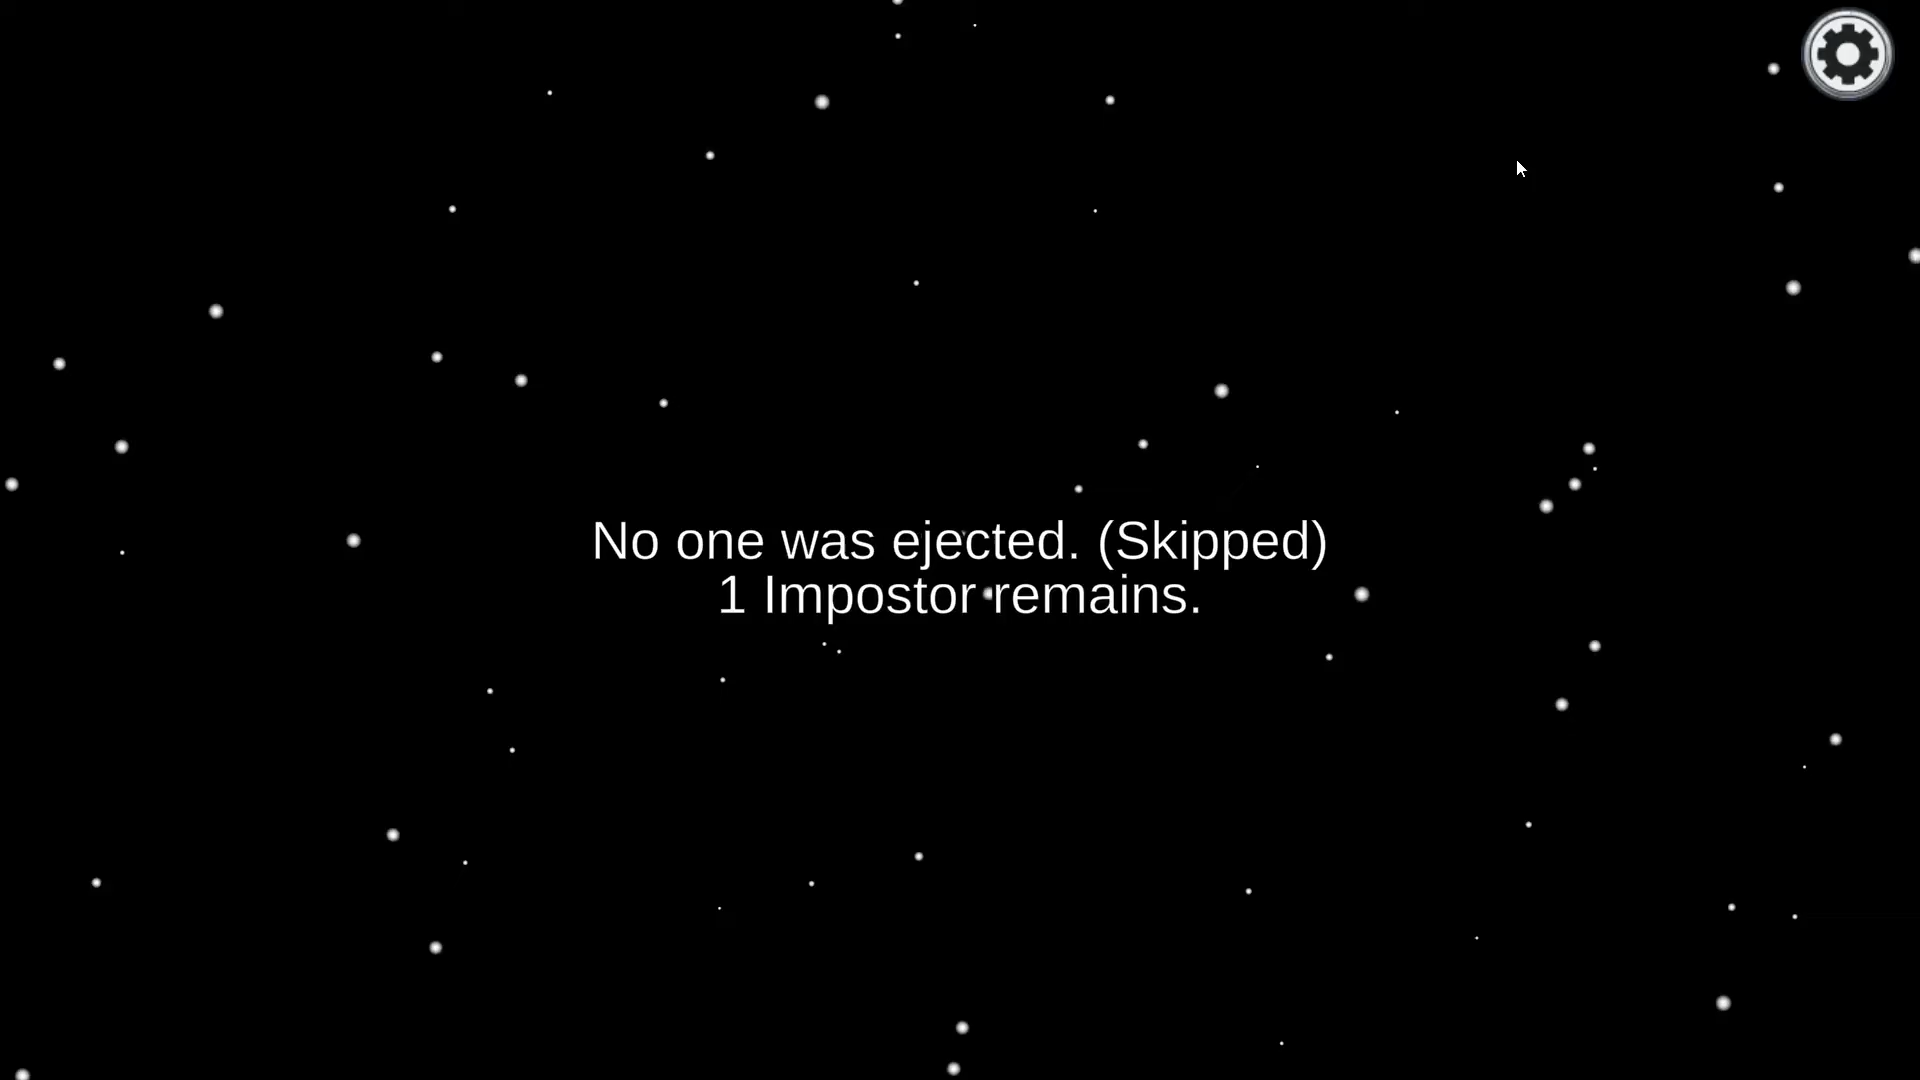 No one was ejected. (Skipped)
1 Impostor remains.